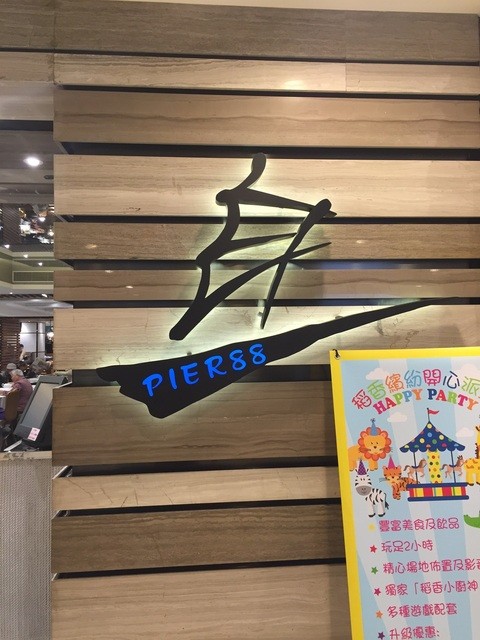 PIER88
稻香繽紛開心派
HAPPY PARTY
豐富美食及飲品
玩足2小時
精心場地佈置及影音
獨家「稻香小廚神
多種遊戲配套
升級優惠: